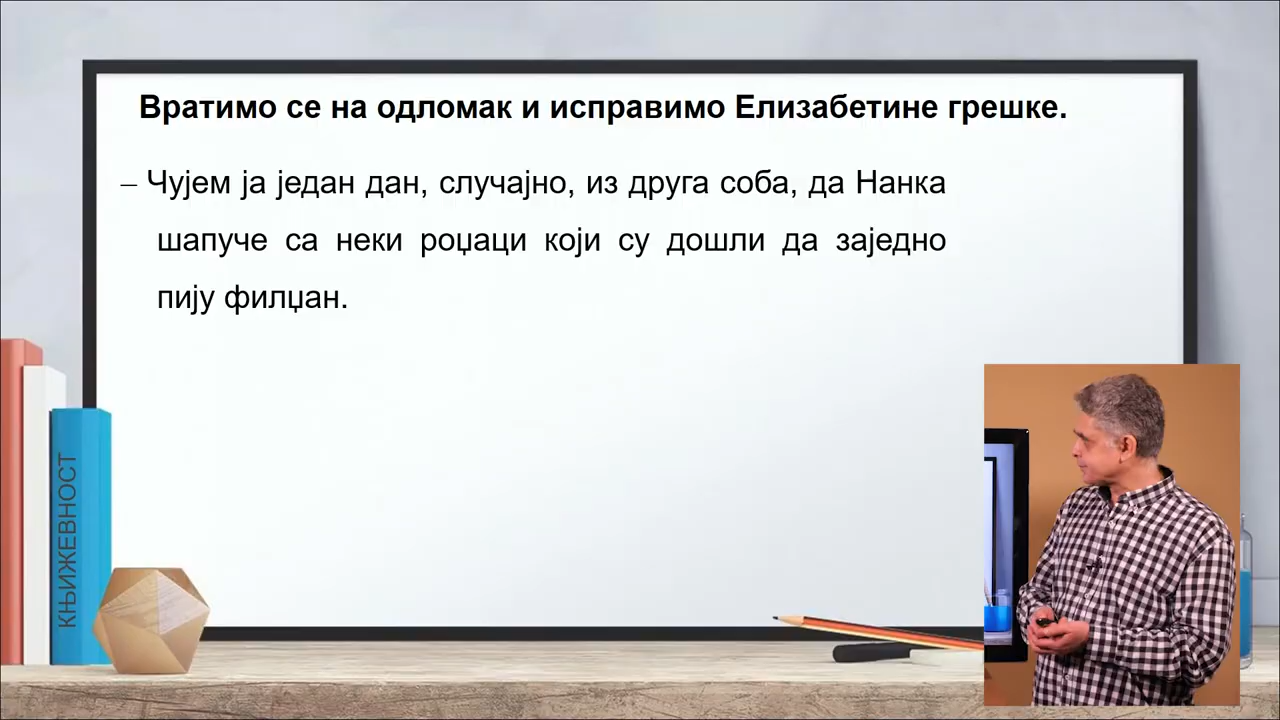 Вратимо се на одломак и исправимо Елизабетине грешке.
– Чујем ја један дан, случајно, из друга соба, да Нанка
шапуче са неки роџаци који су дошли да заједно
пију филџан.
КЊИЖЕВНОСТ